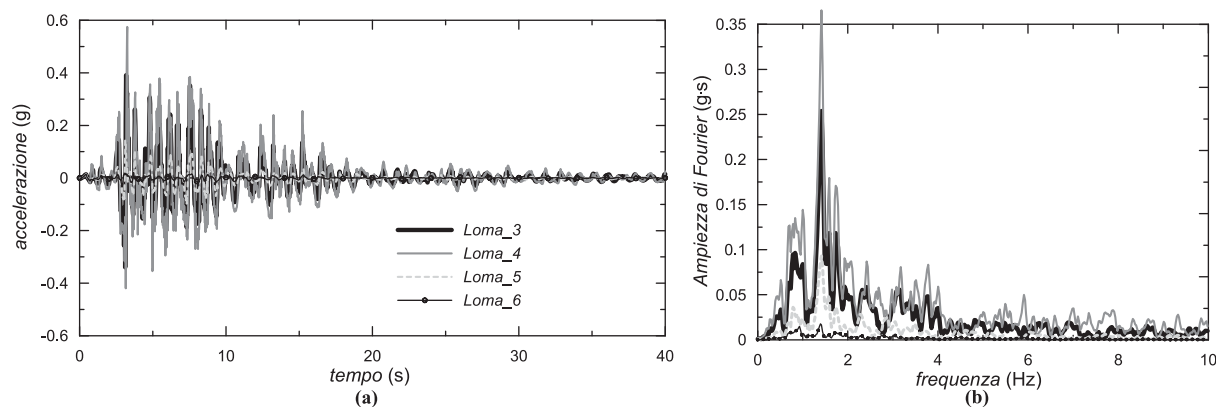 0.6
0.4
0.2
0
-0.2
-0.4
-0.6
accelerazione (g)
0 10 20 30 40
tempo (s)
Loma_3
Loma_4
Loma_5
Loma_6
(a)
0.35
0.3
0.25
0.2
0.15
0.1
0.05
0
Ampiezza di Fourier (g·s)
0 2 4 6 8 10
frequenza (Hz)
(b)